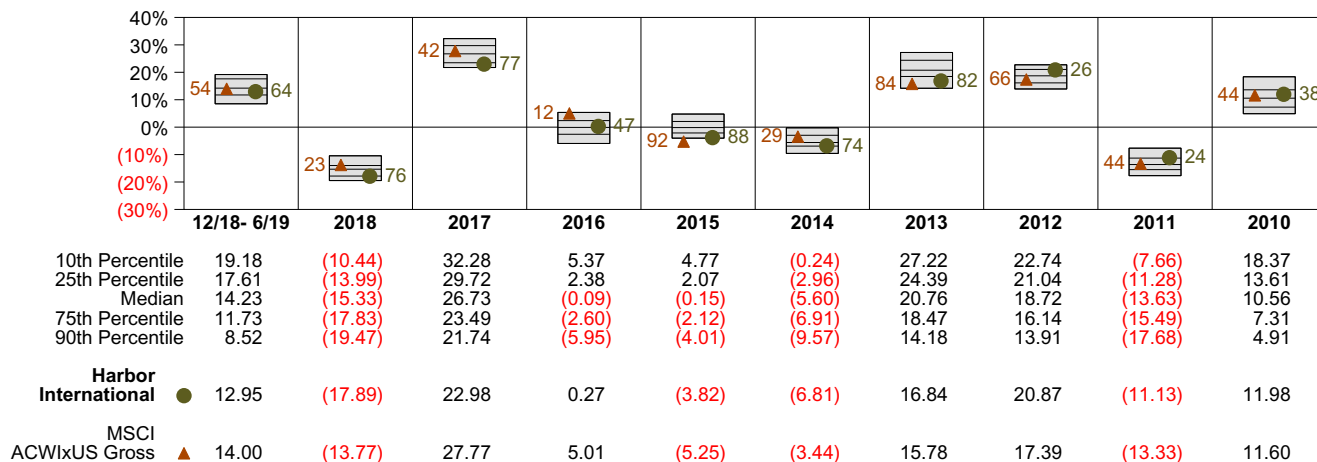 40%
30%
20%
10%
0%
(10%)
(20%)
(30%)
54 64
23 76
42 77
12 47
92 88
29 74
84 82
66 26
44 24
44 38
12/18- 6/19 2018 2017 2016 2015 2014 2013 2012 2011 2010
10th Percentile 19.18 (10.44) 32.28 5.37 4.77 (0.24) 27.22 22.74 (7.66) 18.37
25th Percentile 17.61 (13.99) 29.72 2.38 2.07 (2.96) 24.39 21.04 (11.28) 13.61
Median 14.23 (15.33) 26.73 (0.09) (0.15) (5.60) 20.76 18.72 (13.63) 10.56
75th Percentile 11.73 (17.83) 23.49 (2.60) (2.12) (6.91) 18.47 16.14 (15.49) 7.31
90th Percentile 8.52 (19.47) 21.74 (5.95) (4.01) (9.57) 14.18 13.91 (17.68) 4.91
Harbor
International 12.95 (17.89) 22.98 0.27 (3.82) (6.81) 16.84 20.87 (11.13) 11.98
MSCI
ACWIxUS Gross 14.00 (13.77) 27.77 5.01 (5.25) (3.44) 15.78 17.39 (13.33) 11.60